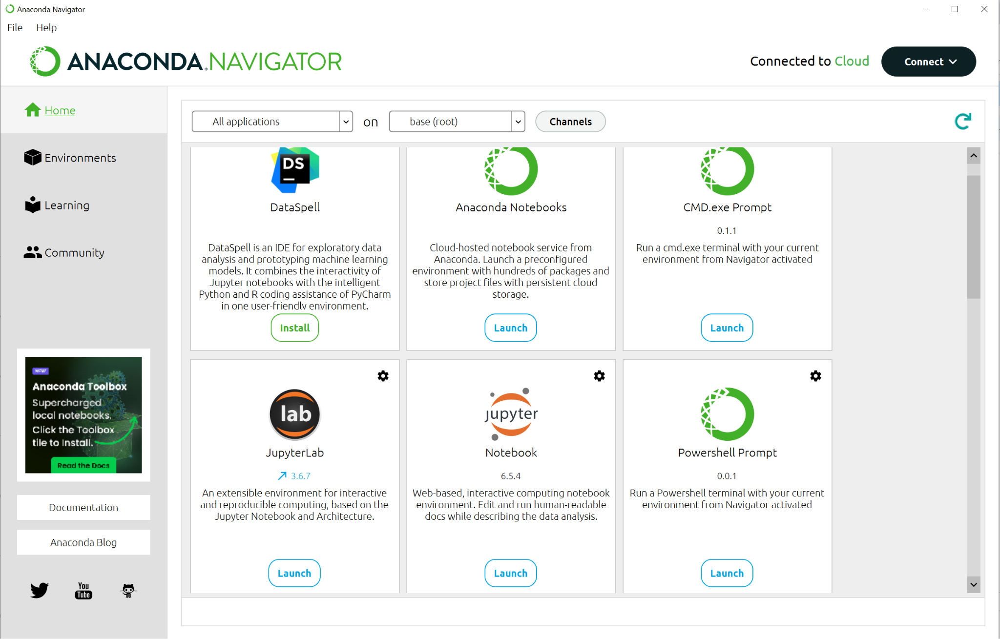 Anaconda Navigator
File Help
ANACONDA.NAVIGATOR
Connected to Cloud
Connect
Home
Environments
Learning
Community
NEW
Anaconda Toolbox
Supercharged
local notebooks.
Click the Toolbox
tile to Install.
Read the Docs
Documentation
Anaconda Blog
You
Tube
All applications on base (root) Channels
DS
DataSpell
DataSpell is an IDE for exploratory data
analysis and prototyping machine learning
models. It combines the interactivity of
Jupyter notebooks with the intelligent
Python and R coding assistance of PyCharm
in one user-friendly environment.
Install
Anaconda Notebooks
Cloud-hosted notebook service from
Anaconda. Launch a preconfigured
environment with hundreds of packages and
store project files with persistent cloud
storage.
Launch
CMD.exe Prompt
0.1.1
Run a cmd.exe terminal with your current
environment from Navigator activated
Launch
lab
JupyterLab
3.6.7
An extensible environment for interactive
and reproducible computing, based on the
Jupyter Notebook and Architecture.
Launch
jupyter
Notebook
6.5.4
Web-based, interactive computing notebook
environment. Edit and run human-readable
docs while describing the data analysis.
Launch
Powershell Prompt
0.0.1
Run a Powershell terminal with your current
environment from Navigator activated
Launch